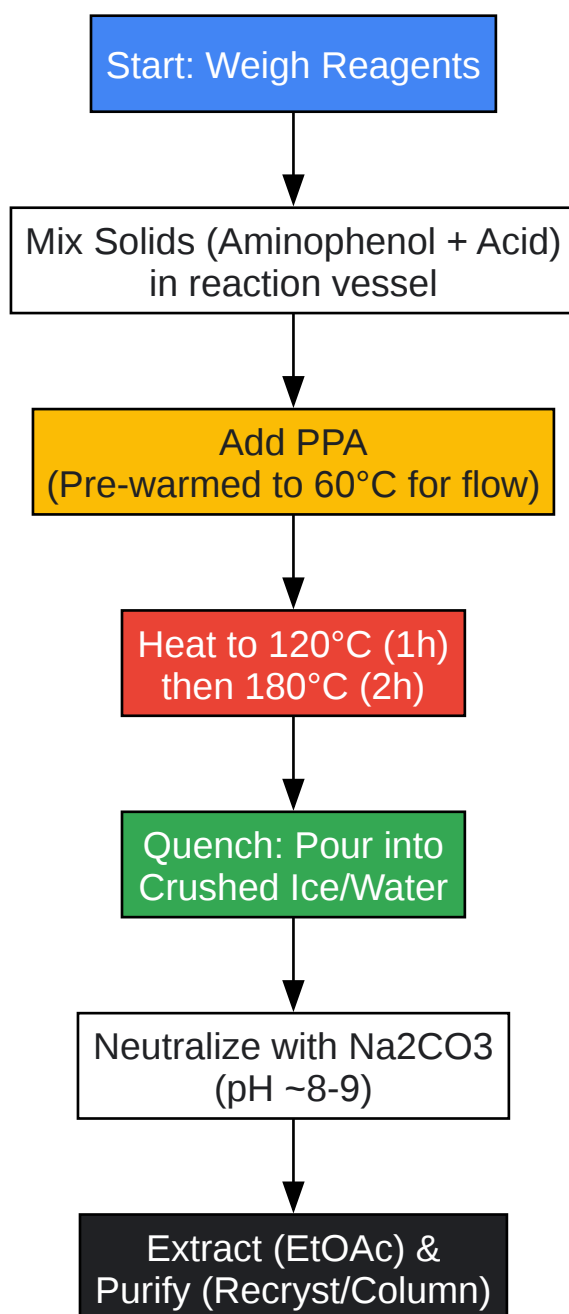 Start: Weigh Reagents
Mix Solids (Aminophenol + Acid)
in reaction vessel
Add PPA
(Pre-warmed to 60°C for flow)
Heat to 120°C (1h)
then 180°C (2h)
Quench: Pour into
Crushed Ice/Water
Neutralize with Na2CO3
(pH ~8-9)
Extract (EtOAc) &
Purify (Recryst/Column)